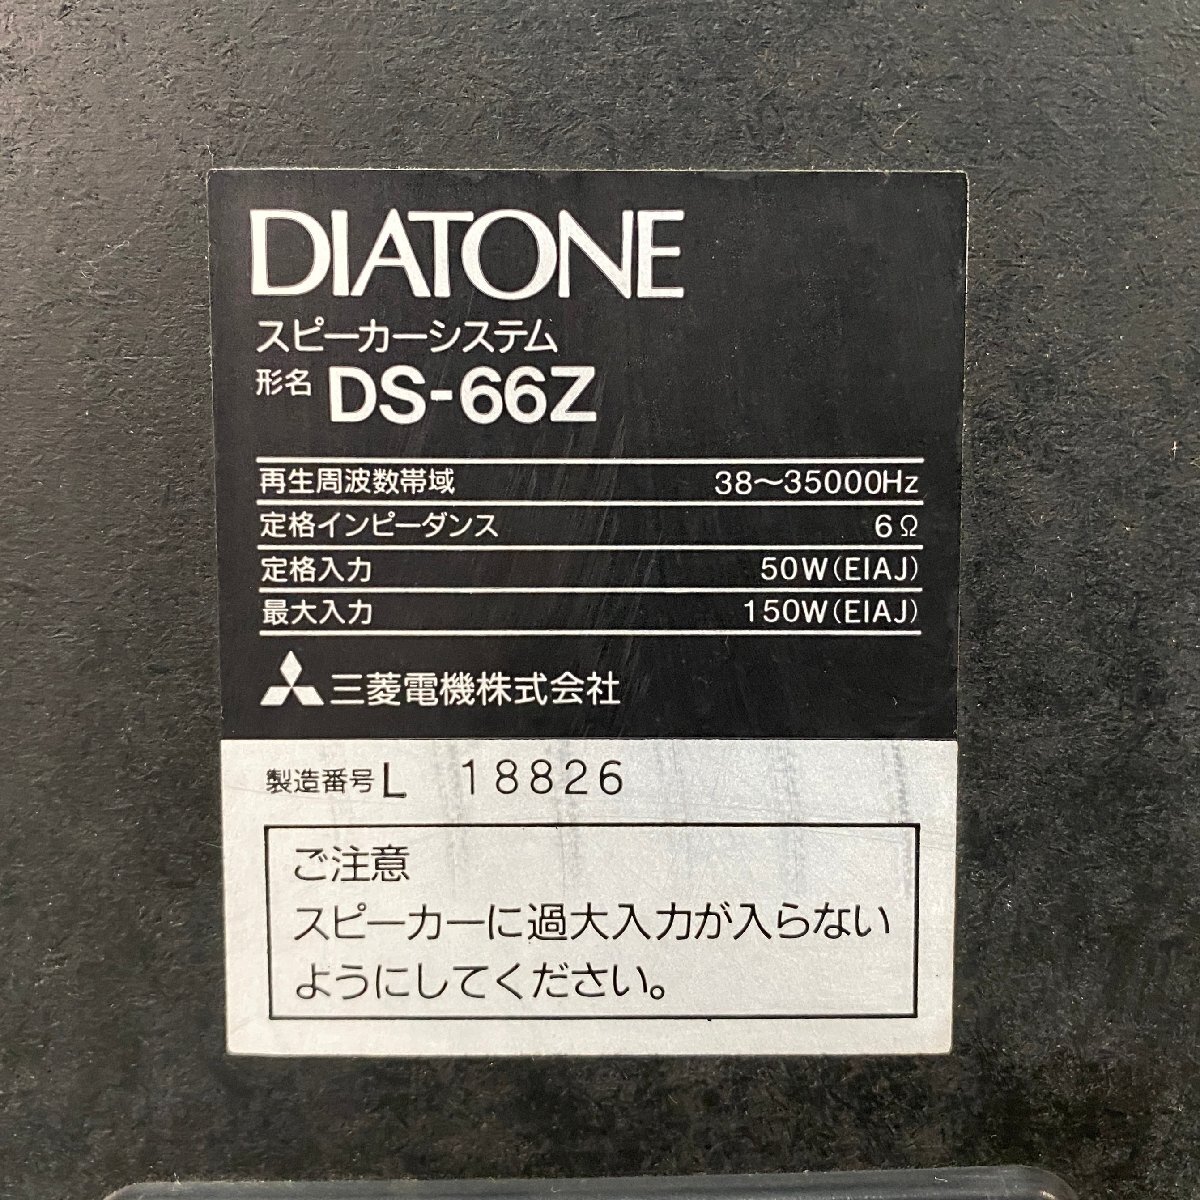 DIATONE
スピーカーシステム
形名 DS-66Z
再生周波数帯域 38〜35000Hz
定格インピーダンス 6Ω
定格入力 50W(EIAJ)
最大入力 150W(EIAJ)
三菱電機株式会社
製造番号 L 18826
ご注意
スピーカーに過大入力が入らない
ようにしてください。